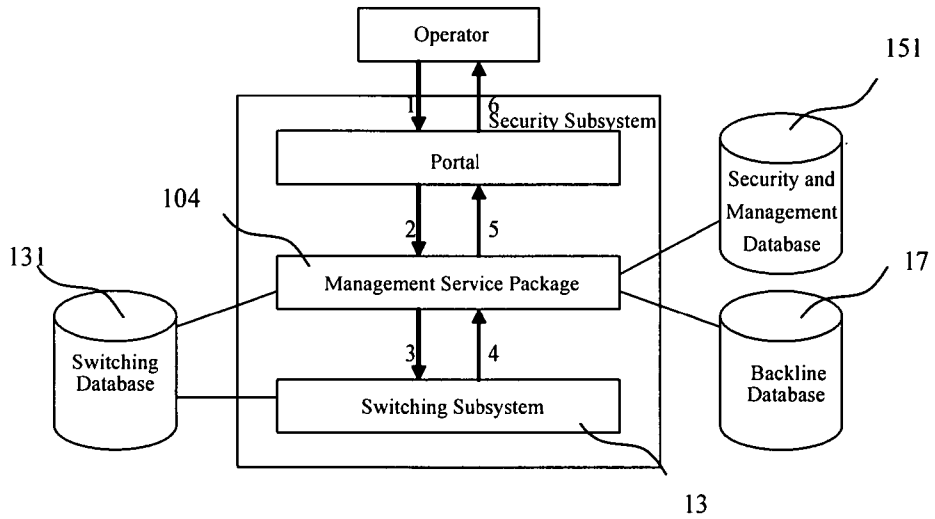 Operator
151
1
6
Security Subsystem
Portal
Security and
Management
Database
104
2
5
131
17
Management Service Package
Switching
Database
3
4
Backline
Database
Switching Subsystem
13